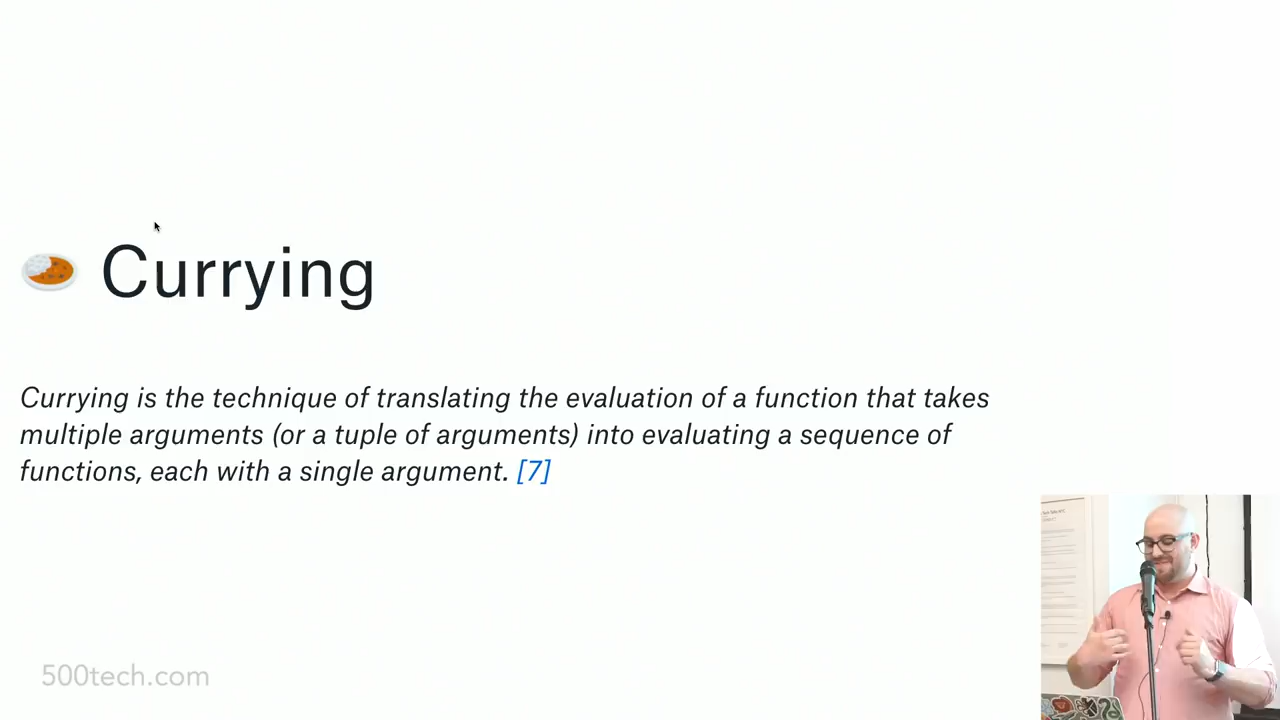 Currying
Currying is the technique of translating the evaluation of a function that takes
multiple arguments (or a tuple of arguments) into evaluating a sequence of
functions, each with a single argument. [7]
500tech.com